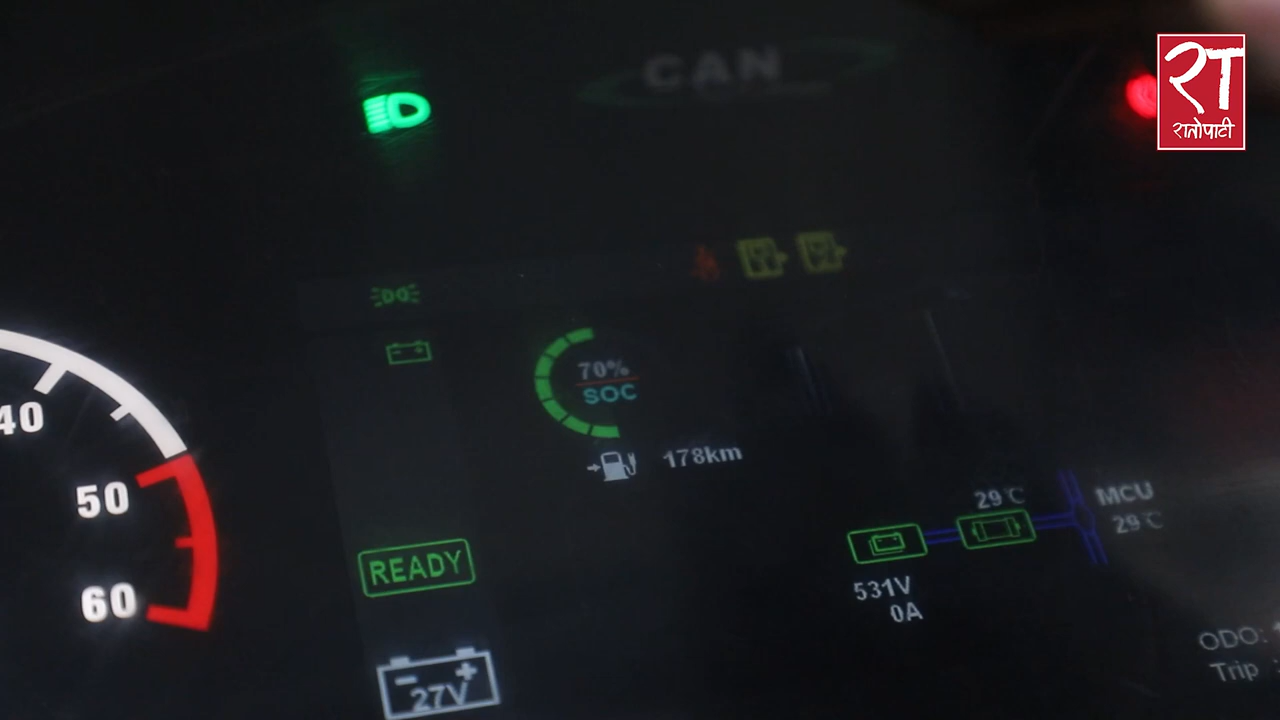 CAN
रातोपाटी
40
50
60
70%
SOC
178km
READY
27V
29℃
MCU
29℃
531V
0A
ODO:
Trip